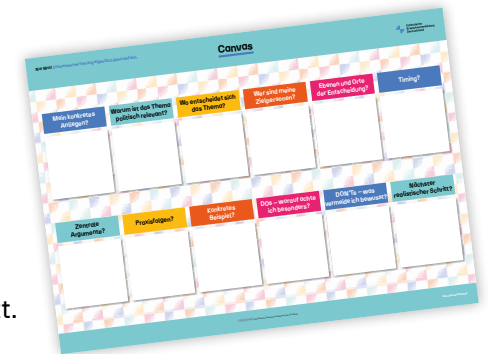 Canvas
Mein konkretes
Anliegen?
Warum ist das Thema
politisch relevant?
Wo entscheidet sich
das Thema?
Wer sind meine
Zielpersonen?
Ebenen und Orte
der Entscheidung?
Timing?
Zentrale
Argumente?
Praxisfolgen?
Konkretes
Beispiel?
DOs – worauf achte
ich besonders?
DON'Ts – was
vermeide ich bewusst?
Nächster
realistischer Schritt?
t.